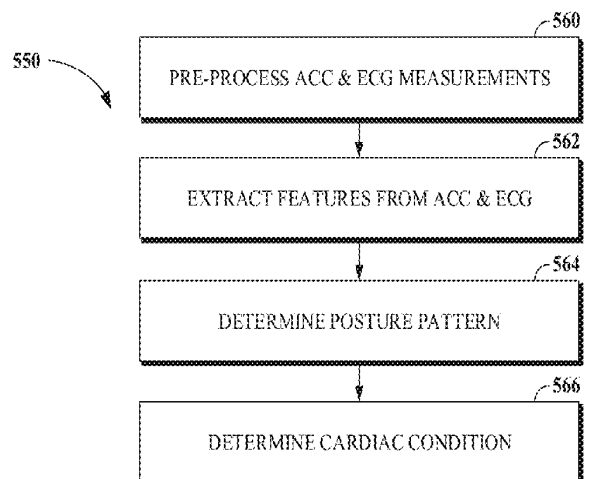 560
550
PRE-PROCESS ACC & ECG MEASUREMENTS
562
EXTRACT FEATURES FROM ACC & ECG
564
DETERMINE POSTURE PATTERN
566
DETERMINE CARDIAC CONDITION